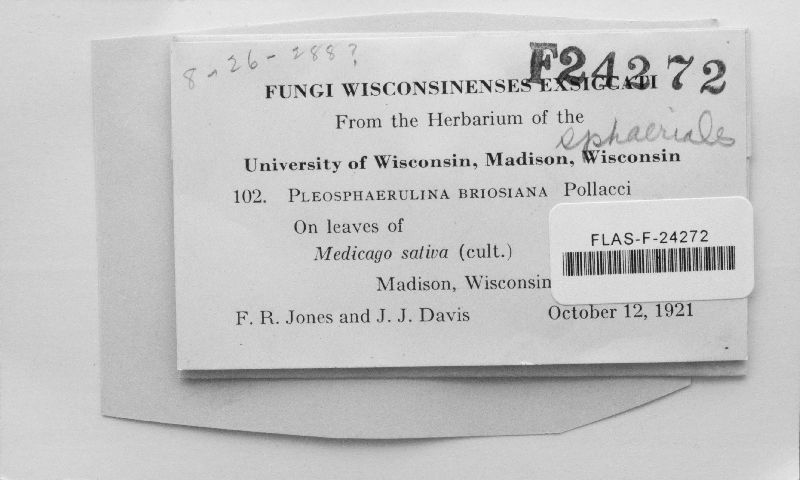 8-26-288?
F24272
FUNGI WISCONSINENSES EXSICCATI
From the Herbarium of the
sphaeriales
University of Wisconsin, Madison, Wisconsin
102. PLEOSPHAERULINA BRIOSIANA Pollacci
On leaves of
Medicago sativa (cult.)
FLAS-F-24272
Madison, Wisconsin
F. R. Jones and J. J. Davis October 12, 1921